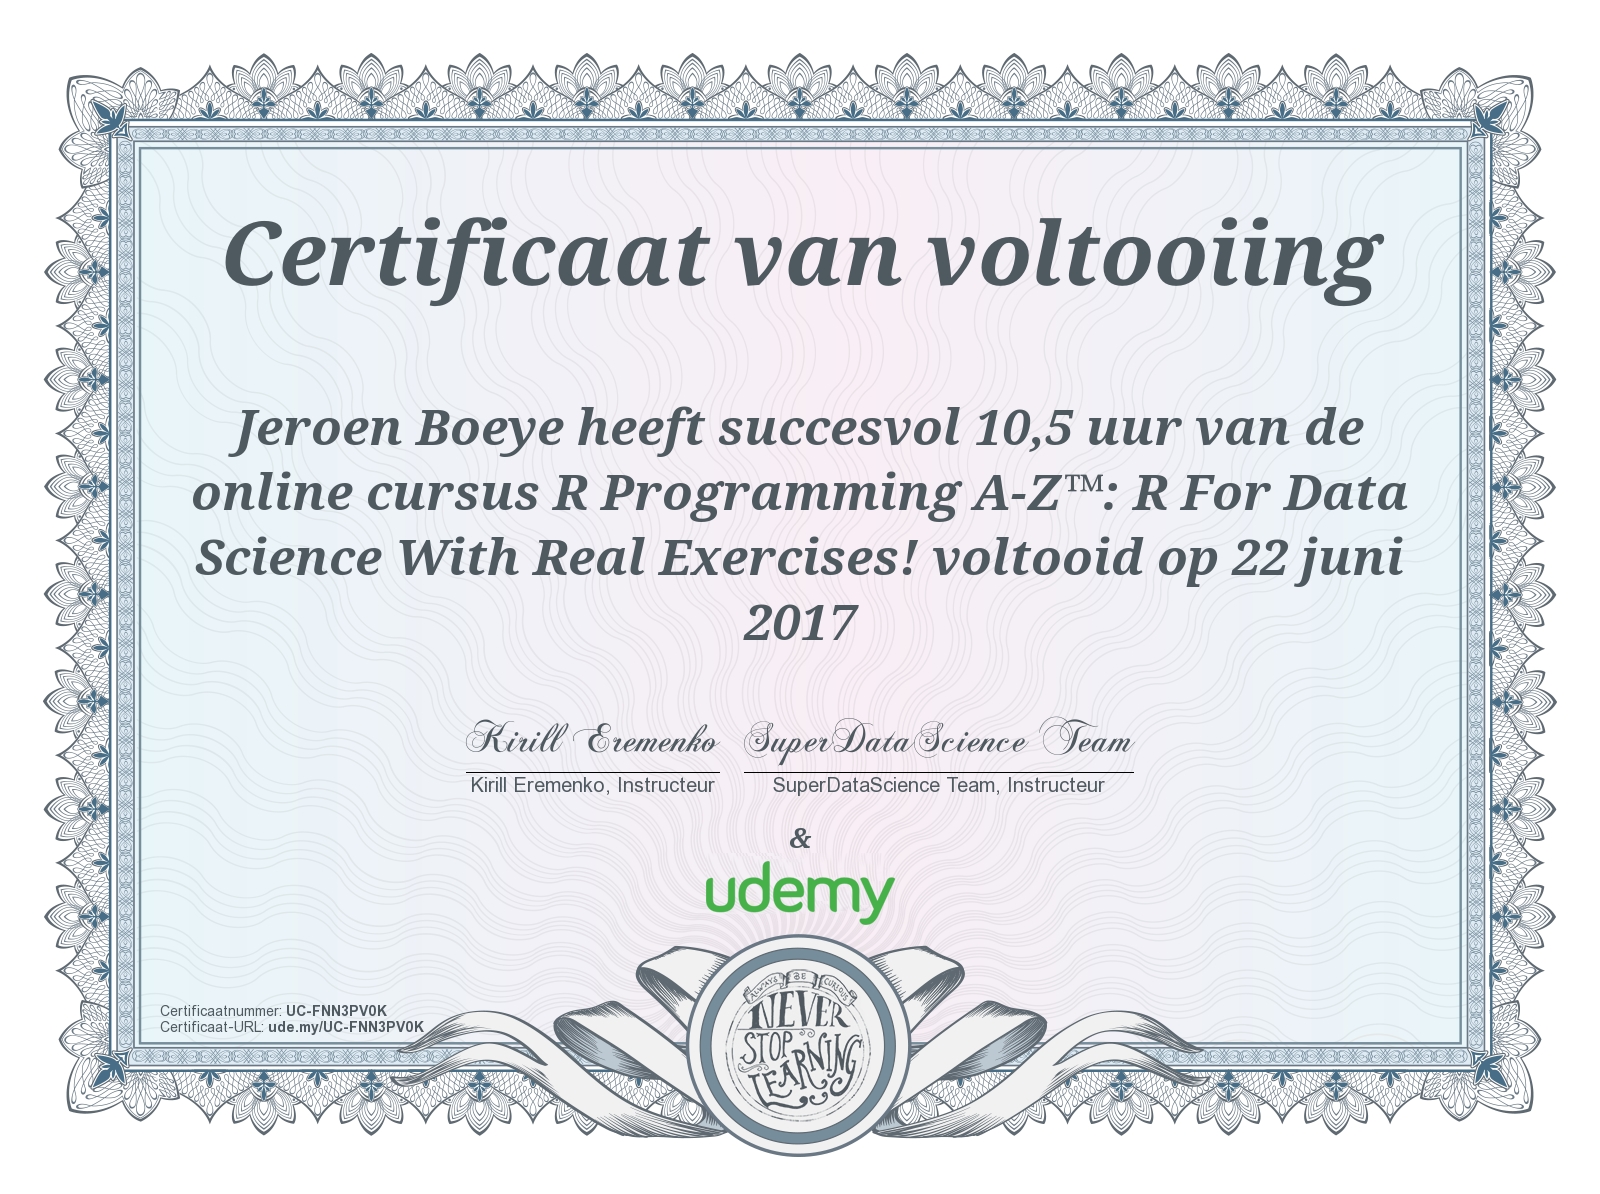 Certificaat van voltooiing
Jeroen Boeye heeft succesvol 10,5 uur van de
online cursus R Programming A-Z™: R For Data
Science With Real Exercises! voltooid op 22 juni
2017
Kirill Eremenko SuperDataScience Team
Kirill Eremenko, Instructeur SuperDataScience Team, Instructeur
&
udemy
ALWAYS BE CURIOUS
NEVER
STOP
LEARNING
Certificaatnummer: UC-FNN3PV0K
Certificaat-URL: ude.my/UC-FNN3PV0K